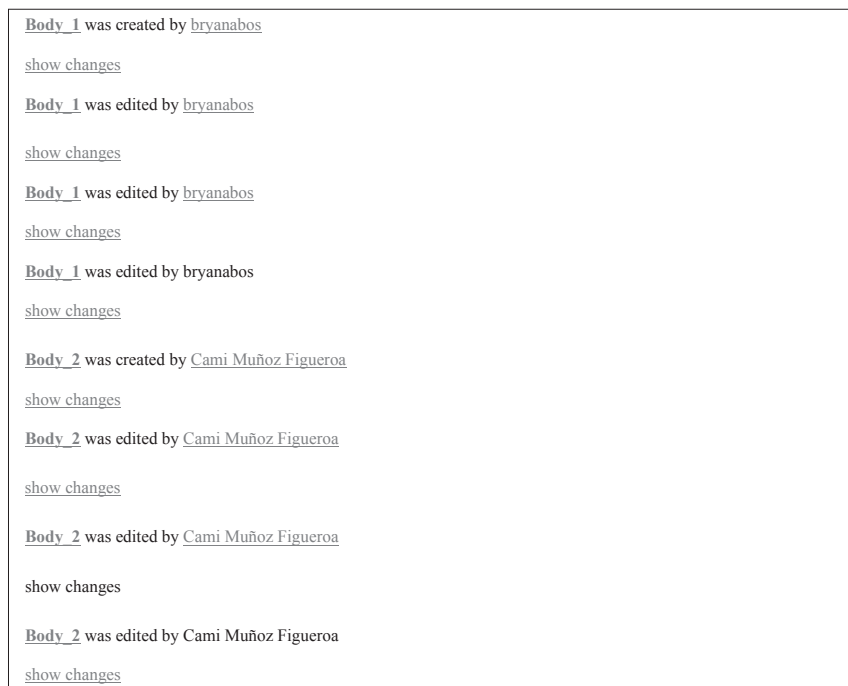 Body_1 was created by bryanabos
show changes
Body_1 was edited by bryanabos
show changes
Body_1 was edited by bryanabos
show changes
Body_1 was edited by bryanabos
show changes
Body_2 was created by Cami Muñoz Figueroa
show changes
Body_2 was edited by Cami Muñoz Figueroa
show changes
Body_2 was edited by Cami Muñoz Figueroa
show changes
Body_2 was edited by Cami Muñoz Figueroa
show changes